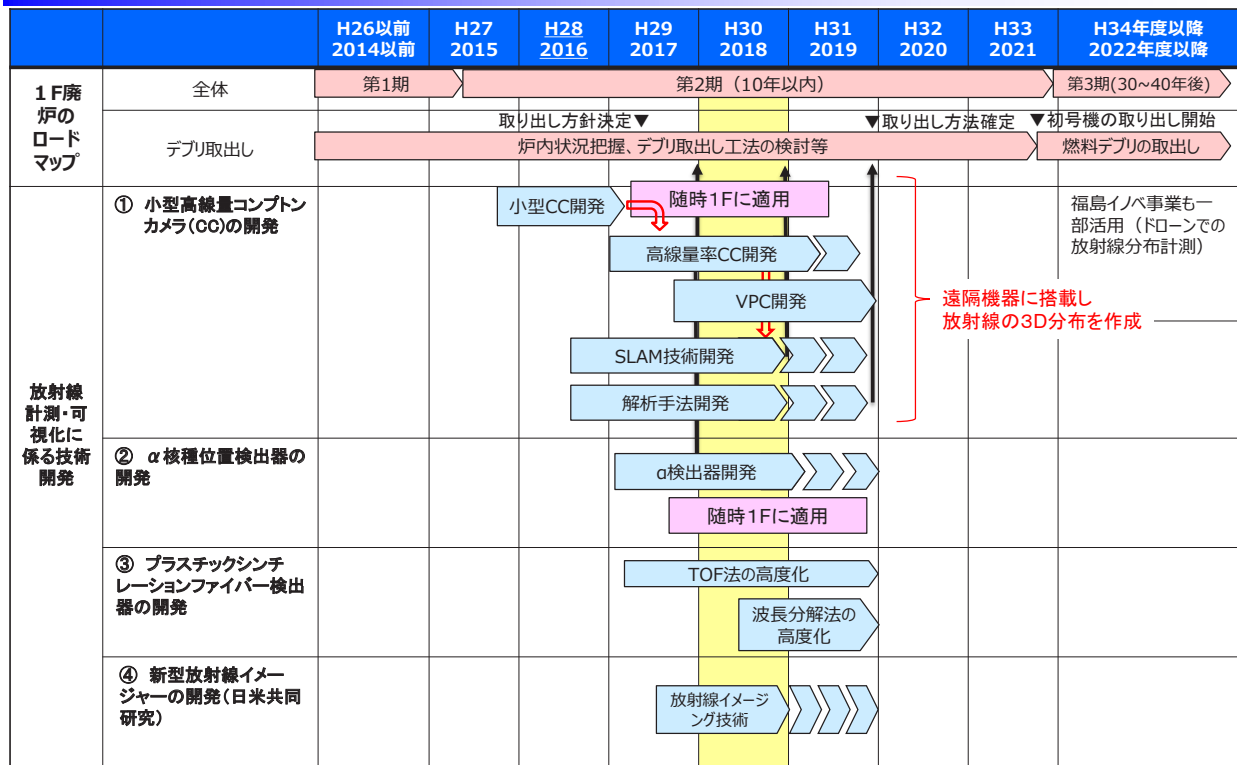 H26以前
2014以前
H27
2015
H28
2016
H29
2017
H30
2018
H31
2019
H32
2020
H33
2021
H34年度以降
2022年度以降
1F廃
炉の
ロード
マップ
全体
第1期
第2期（10年以内）
第3期(30~40年後)
デブリ取出し
取り出し方針決定▼
▼取り出し方法確定
▼初号機の取り出し開始
炉内状況把握、デブリ取出し工法の検討等
燃料デブリの取出し
放射線
計測・可
視化に
係る技術
開発
① 小型高線量コンプトン
カメラ(CC)の開発
小型CC開発
随時1Fに適用
高線量率CC開発
VPC開発
SLAM技術開発
解析手法開発
遠隔機器に搭載し
放射線の3D分布を作成
福島イノベ事業も一
部活用（ドローンでの
放射線分布計測）
② α核種位置検出器の
開発
α検出器開発
随時1Fに適用
③ プラスチックシンチ
レーションファイバー検出
器の開発
TOF法の高度化
波長分解法の
高度化
④ 新型放射線イメー
ジャーの開発(日米共同
研究)
放射線イメージ
ング技術